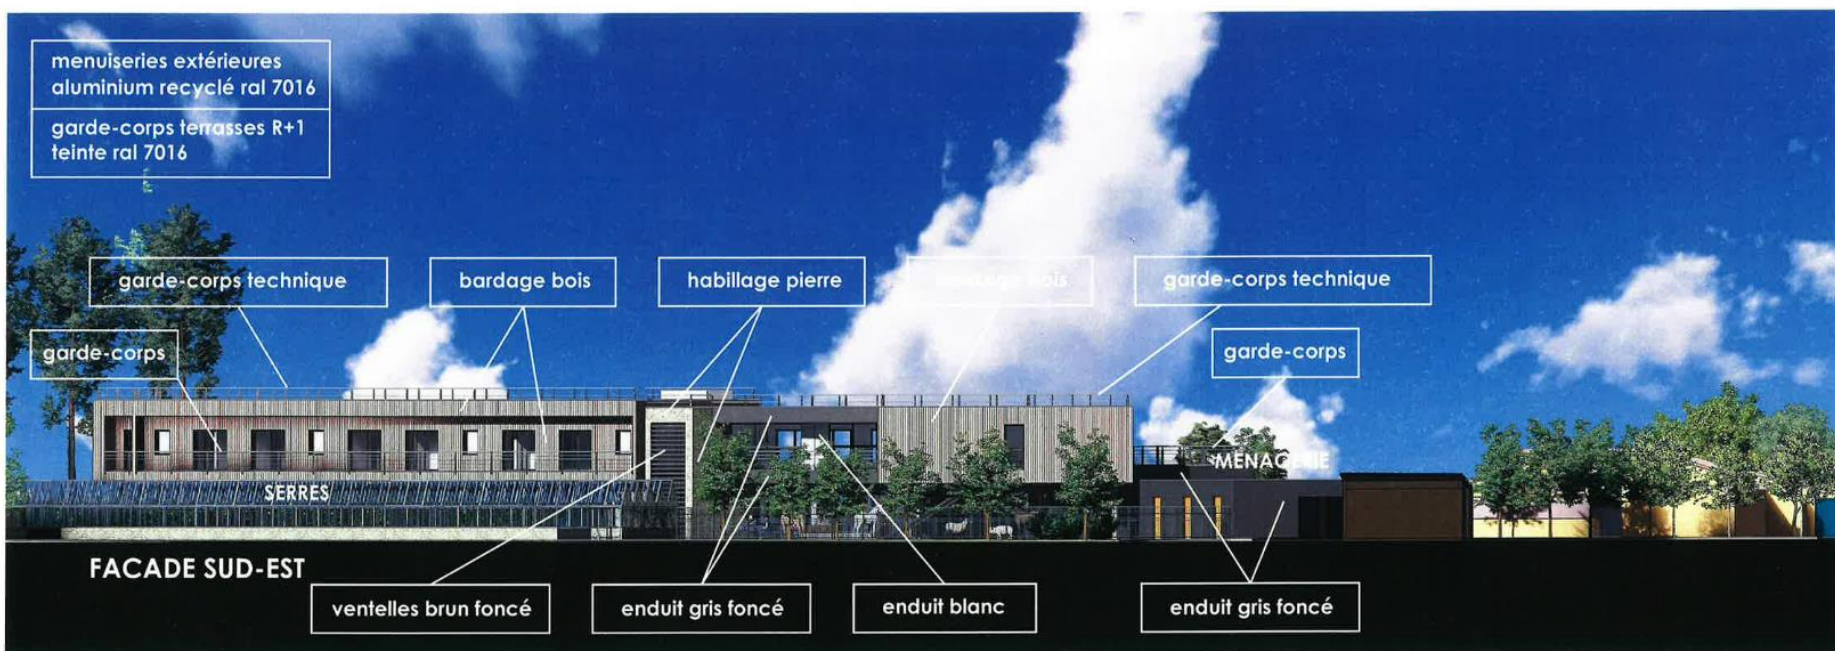 menuiseries extérieures
aluminium recyclé ral 7016
garde-corps terrasses R+1
teinte ral 7016
garde-corps technique
bardage bois
habillage pierre
bois
garde-corps technique
garde-corps
garde-corps
MENAGERIE
SERRES
FACADE SUD-EST
ventelles brun foncé
enduit gris foncé
enduit blanc
enduit gris foncé